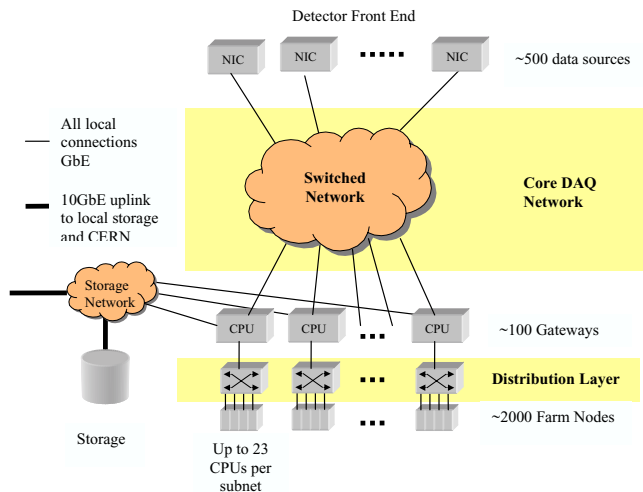 Detector Front End
NIC
NIC
NIC
~500 data sources
All local
connections
GbE
10GbE uplink
to local storage
and CERN
Switched
Network
Core DAQ
Network
Storage
Network
CPU
CPU
CPU
~100 Gateways
Distribution Layer
~2000 Farm Nodes
Storage
Up to 23
CPUs per
subnet